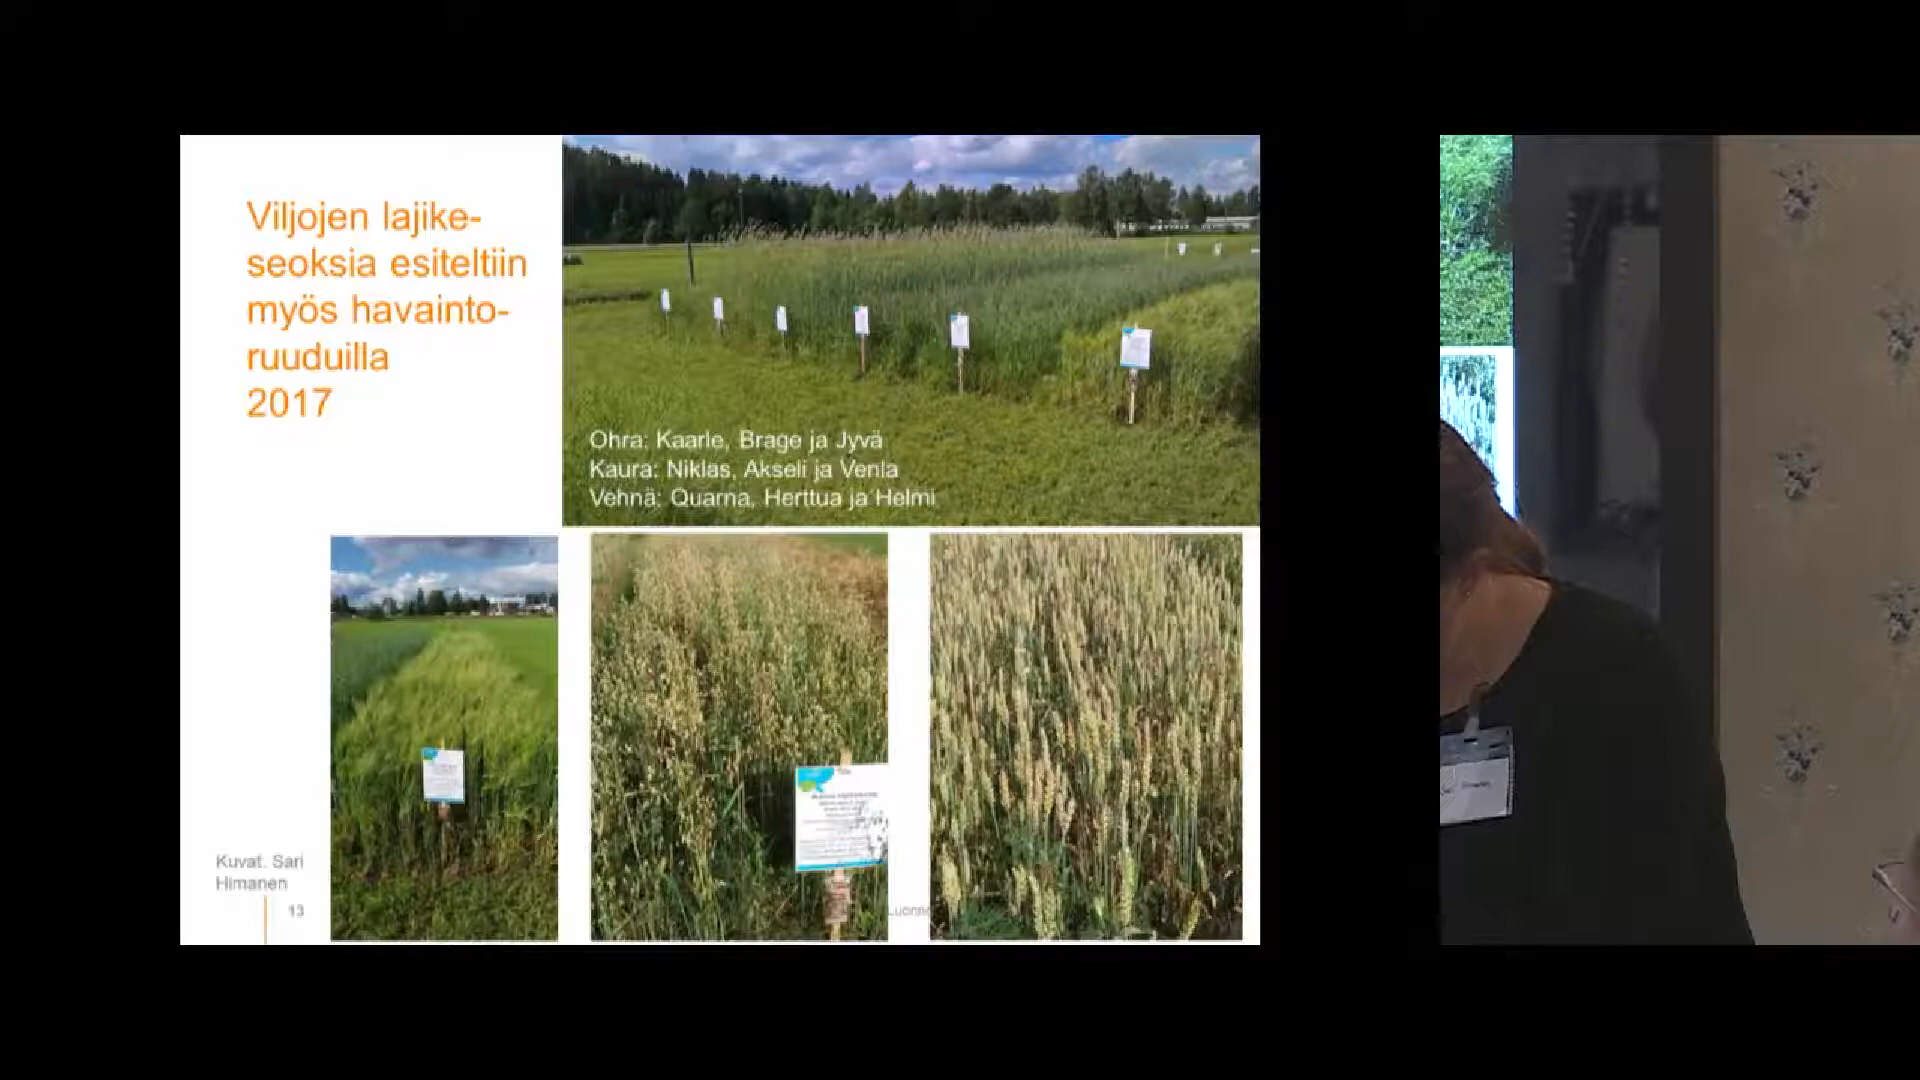 Viljojen lajike-
seoksia esiteltiin
myös havainto-
ruuduilla
2017
Ohra: Kaarle, Brage ja Jyvä
Kaura: Niklas, Akseli ja Venla
Vehnä: Quarna, Herttua ja Helmi
Kuvat: Sari
Himanen
13